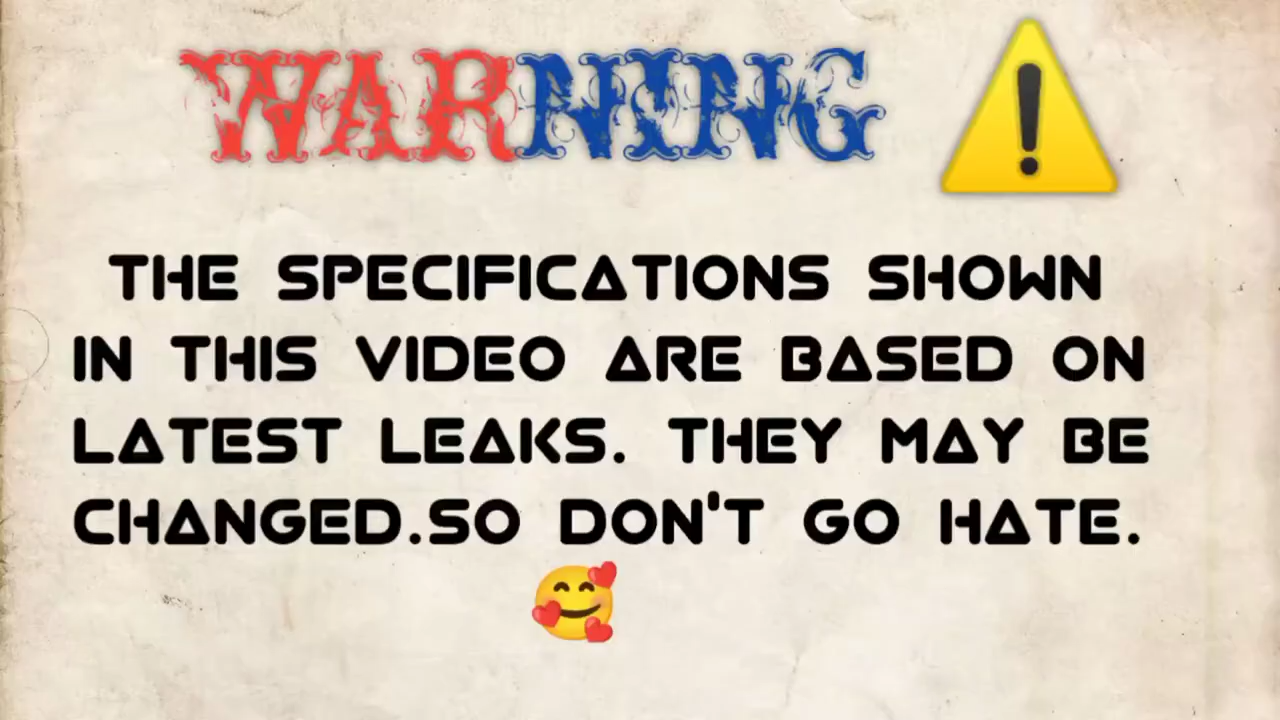 WARNING ⚠️
THE SPECIFICATIONS SHOWN
IN THIS VIDEO ARE BASED ON
LATEST LEAKS. THEY MAY BE
CHANGED.SO DON'T GO HATE.
🥰